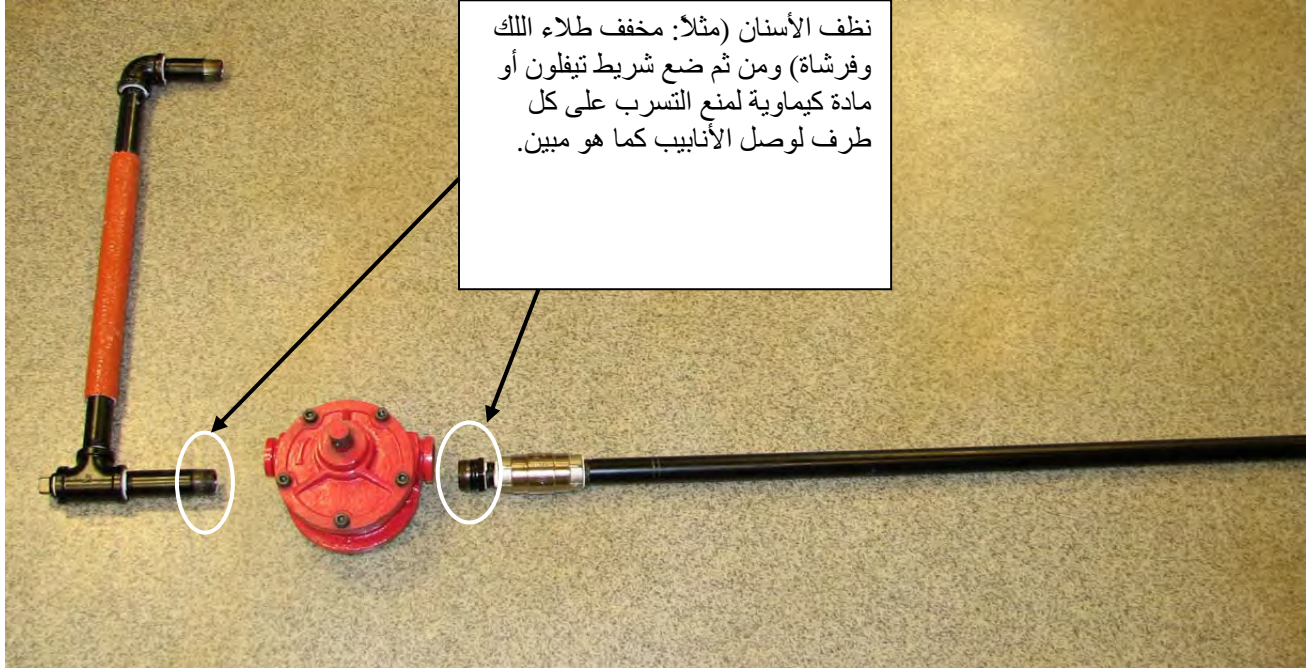 نظف الأسنان (مثلاً: مخفف طلاء اللك
وفرشاة) ومن ثم ضع شريط تيفلون أو
مادة كيماوية لمنع التسرب على كل
طرف لوصل الأنابيب كما هو مبين.